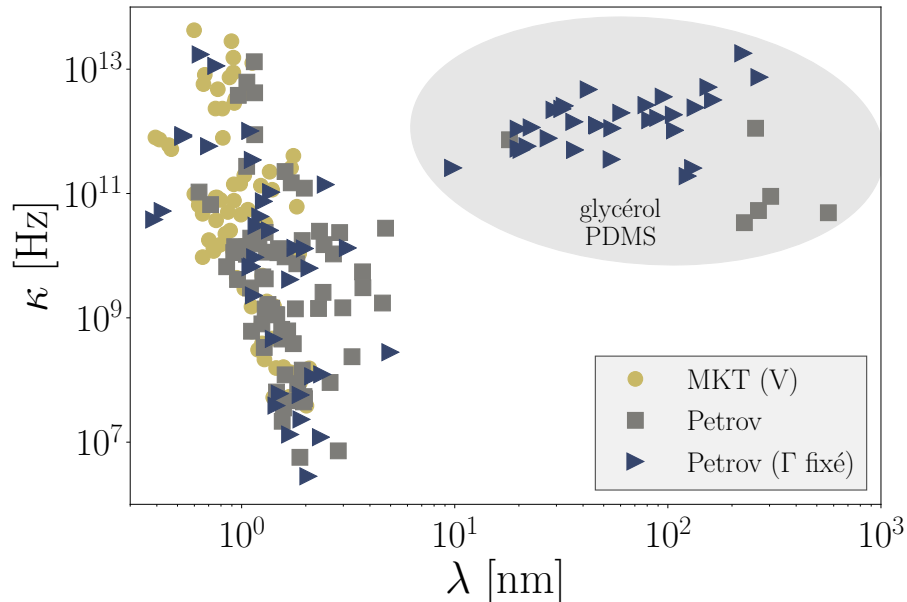 10^13
10^11
10^9
10^7
κ [Hz]
glycérol
PDMS
MKT (V)
Petrov
Petrov (Γ fixé)
10^0
10^1
10^2
10^3
λ [nm]